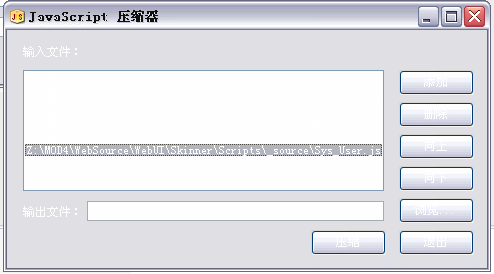 JavaScript 压缩器
输入文件：
添加
删除
Z:\MOD4\WebSource\WebUI\Skinner\Scripts\_source\Sys_User.js
向上
向下
输出文件：
浏览...
压缩
退出